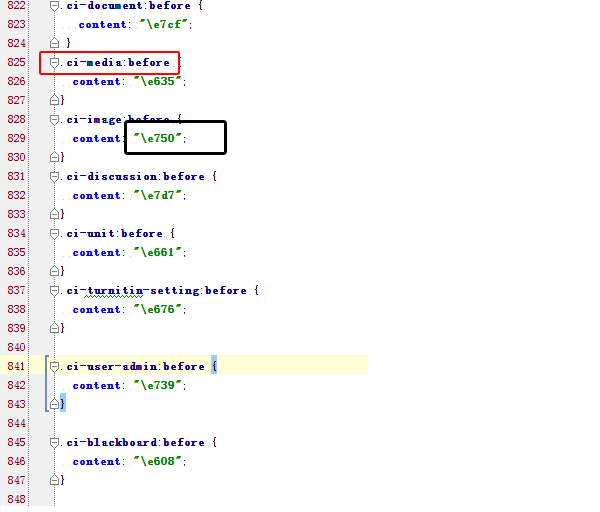 822 .ci-document:before {
823 content: "\e7cf";
824 }
825 .ci-media:before {
826 content: "\e635";
827 }
828 .ci-image:before {
829 content: "\e750";
830 }
831 .ci-discussion:before {
832 content: "\e7d7";
833 }
834 .ci-unit:before {
835 content: "\e661";
836 }
837 .ci-turnitin-setting:before {
838 content: "\e676";
839 }
840
841 .ci-user-admin:before {
842 content: "\e739";
843 }
844
845 .ci-blackboard:before {
846 content: "\e608";
847 }
848